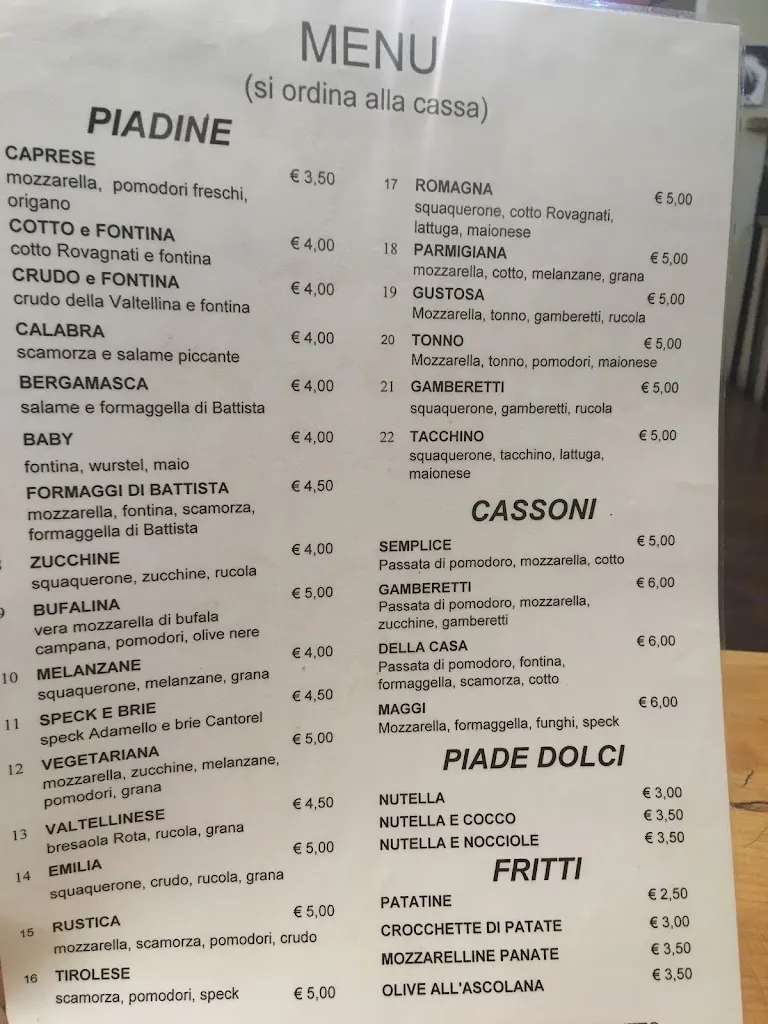 MENU
(si ordina alla cassa)
PIADINE
CAPRESE € 3,50
mozzarella, pomodori freschi,
origano
COTTO e FONTINA € 4,00
cotto Rovagnati e fontina
CRUDO e FONTINA € 4,00
crudo della Valtellina e fontina
CALABRA € 4,00
scamorza e salame piccante
BERGAMASCA € 4,00
salame e formaggella di Battista
BABY € 4,00
fontina, wurstel, maio
FORMAGGI DI BATTISTA € 4,50
mozzarella, fontina, scamorza,
formaggella di Battista
ZUCCHINE € 4,00
squaquerone, zucchine, rucola
BUFALINA € 5,00
vera mozzarella di bufala
campana, pomodori, olive nere
10 MELANZANE € 4,00
squaquerone, melanzane, grana
11 SPECK E BRIE € 4,50
speck Adamello e brie Cantorel
12 VEGETARIANA € 5,00
mozzarella, zucchine, melanzane,
pomodori, grana
13 VALTELLINESE € 4,50
bresaola Rota, rucola, grana
14 EMILIA € 5,00
squaquerone, crudo, rucola, grana
15 RUSTICA € 5,00
mozzarella, scamorza, pomodori, crudo
16 TIROLESE
scamorza, pomodori, speck € 5,00
17 ROMAGNA € 5,00
squaquerone, cotto Rovagnati,
lattuga, maionese
18 PARMIGIANA € 5,00
mozzarella, cotto, melanzane, grana
19 GUSTOSA € 5,00
Mozzarella, tonno, gamberetti, rucola
20 TONNO € 5,00
Mozzarella, tonno, pomodori, maionese
21 GAMBERETTI € 5,00
squaquerone, gamberetti, rucola
22 TACCHINO € 5,00
squaquerone, tacchino, lattuga,
maionese
CASSONI
SEMPLICE € 5,00
Passata di pomodoro, mozzarella, cotto
GAMBERETTI € 6,00
Passata di pomodoro, mozzarella,
zucchine, gamberetti
DELLA CASA € 6,00
Passata di pomodoro, fontina,
formaggella, scamorza, cotto
MAGGI € 6,00
Mozzarella, formaggella, funghi, speck
PIADE DOLCI
NUTELLA € 3,00
NUTELLA E COCCO € 3,50
NUTELLA E NOCCIOLE € 3,50
FRITTI
PATATINE € 2,50
CROCCHETTE DI PATATE € 3,00
MOZZARELLINE PANATE € 3,50
OLIVE ALL'ASCOLANA € 3,50